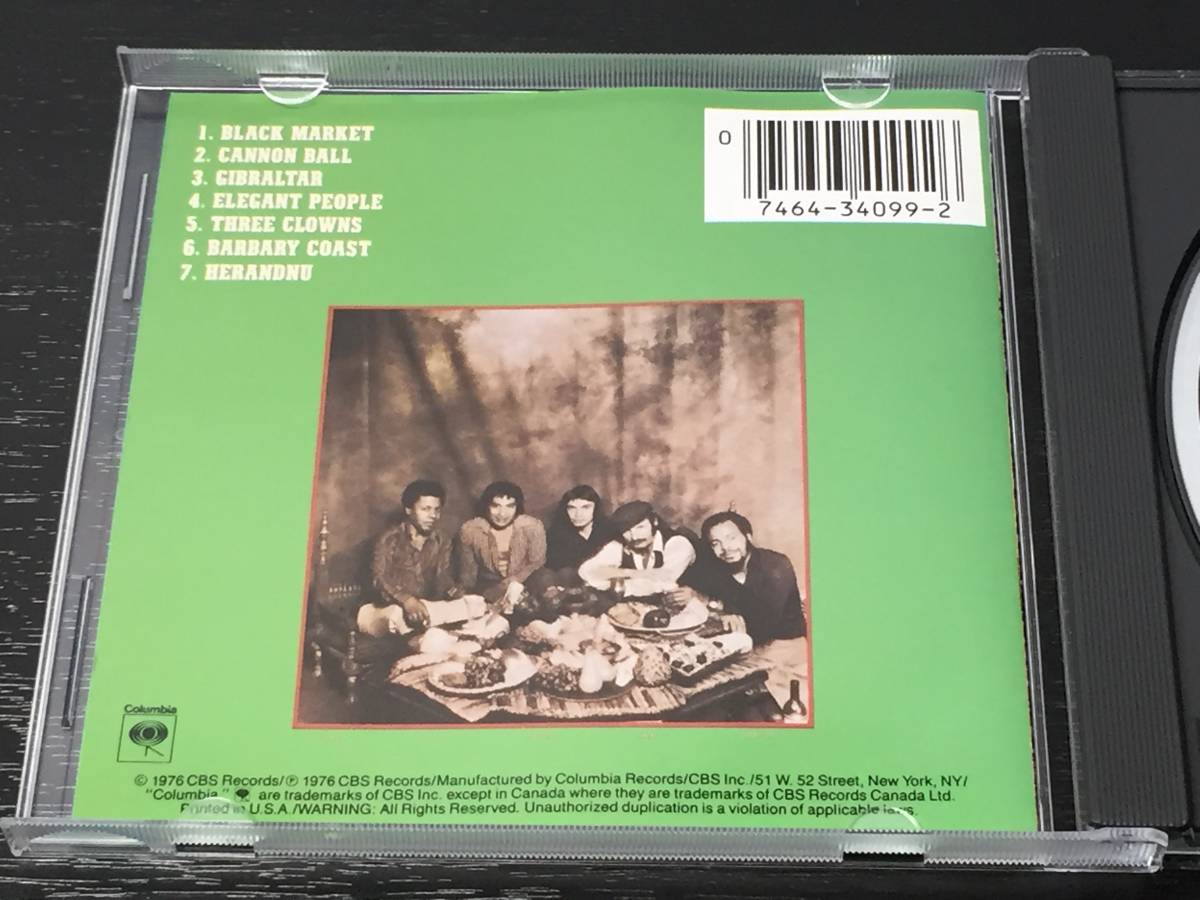 1. BLACK MARKET
2. CANNON BALL
3. GIBRALTAR
4. ELEGANT PEOPLE
5. THREE CLOWNS
6. BARBARY COAST
7. HERANDNU
0
7464-34099-2
Columbia
© 1976 CBS Records/℗ 1976 CBS Records/Manufactured by Columbia Records/CBS Inc./51 W. 52 Street, New York, NY/
"Columbia," are trademarks of CBS Inc. except in Canada where they are trademarks of CBS Records Canada Ltd.
Printed in U.S.A./WARNING: All Rights Reserved. Unauthorized duplication is a violation of applicable laws.